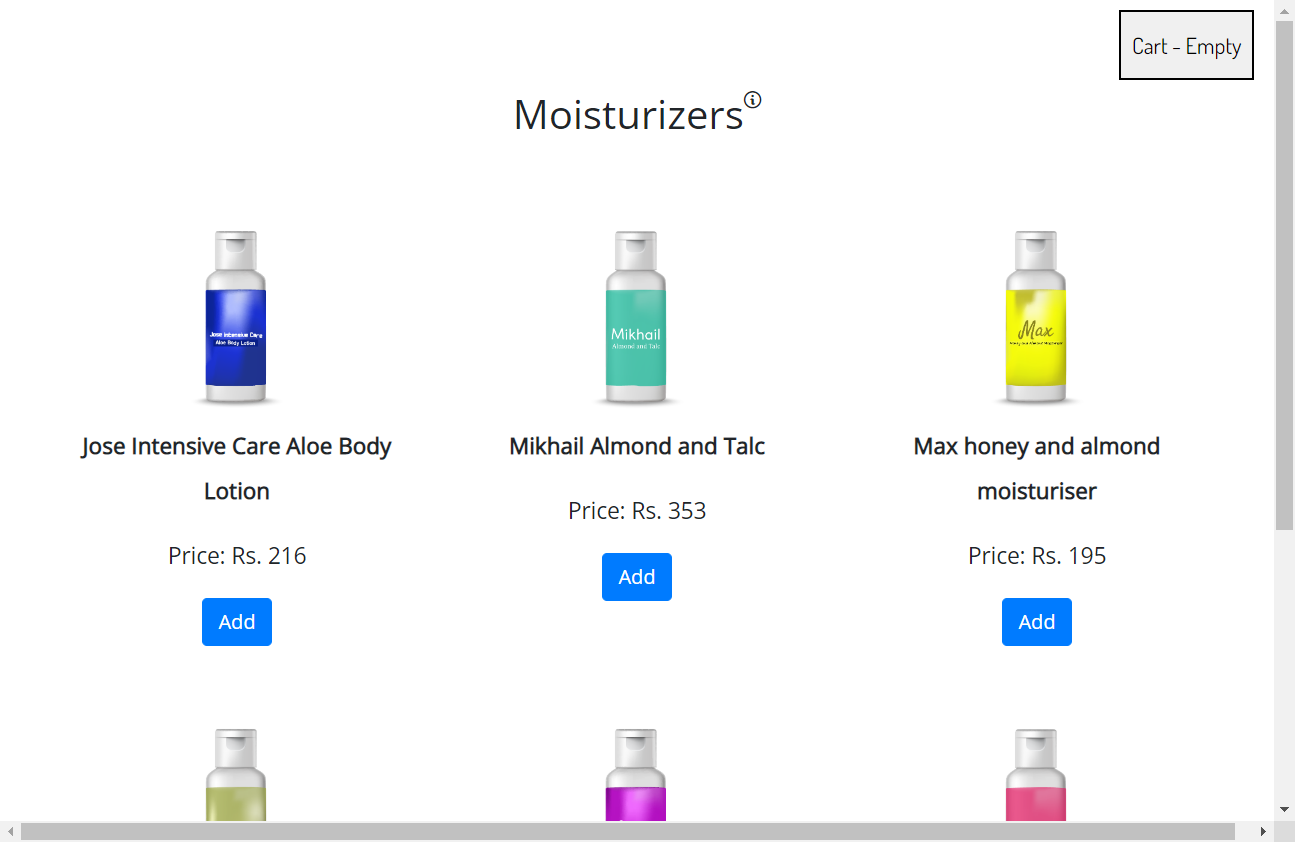 Cart - Empty
Moisturizers
Jose Intensive Care
Aloe Body Lotion
Mikhail
Almond and Talc
Max
Jose Intensive Care Aloe Body
Lotion
Price: Rs. 216
Add
Mikhail Almond and Talc
Price: Rs. 353
Add
Max honey and almond
moisturiser
Price: Rs. 195
Add